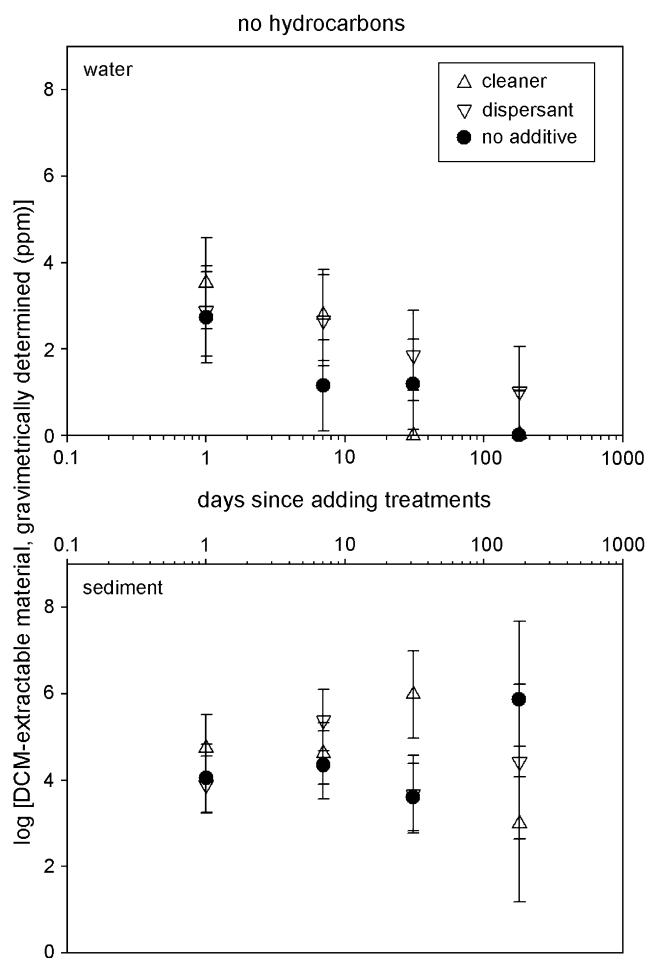 no hydrocarbons
water
cleaner
dispersant
no additive
8
6
4
2
0
0.1 1 10 100 1000
days since adding treatments
log [DCM-extractable material, gravimetrically determined (ppm)]
0.1 1 10 100 1000
sediment
8
6
4
2
0